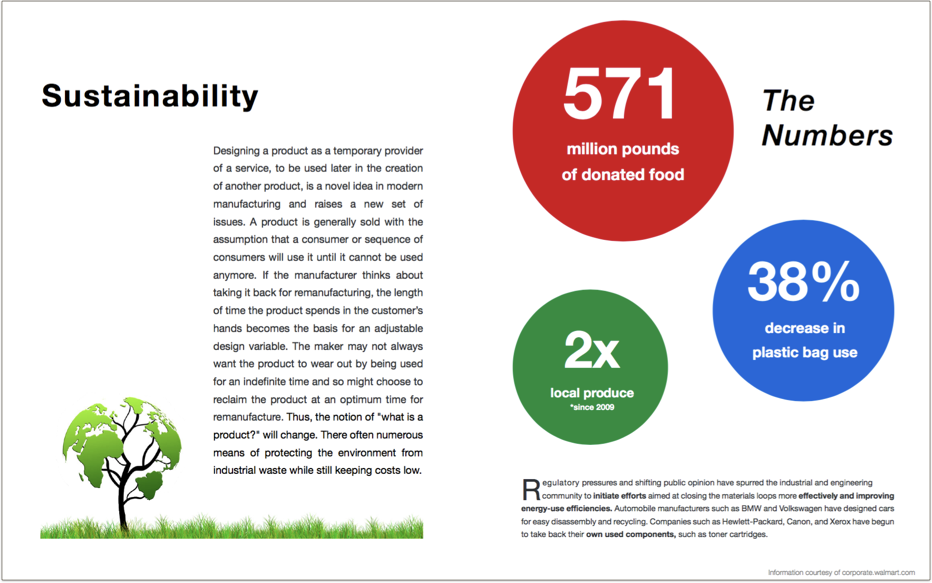 Sustainability
Designing a product as a temporary provider
of a service, to be used later in the creation
of another product, is a novel idea in modern
manufacturing and raises a new set of
issues. A product is generally sold with the
assumption that a consumer or sequence of
consumers will use it until it cannot be used
anymore. If the manufacturer thinks about
taking it back for remanufacturing, the length
of time the product spends in the customer's
hands becomes the basis for an adjustable
design variable. The maker may not always
want the product to wear out by being used
for an indefinite time and so might choose to
reclaim the product at an optimum time for
remanufacture. Thus, the notion of "what is a
product?" will change. There often numerous
means of protecting the environment from
industrial waste while still keeping costs low.
The
Numbers
571
million pounds
of donated food
38%
decrease in
plastic bag use
2x
local produce
*since 2009
Regulatory pressures and shifting public opinion have spurred the industrial and engineering
community to initiate efforts aimed at closing the materials loops more effectively and improving
energy-use efficiencies. Automobile manufacturers such as BMW and Volkswagen have designed cars
for easy disassembly and recycling. Companies such as Hewlett-Packard, Canon, and Xerox have begun
to take back their own used components, such as toner cartridges.
Information courtesy of corporate.walmart.com